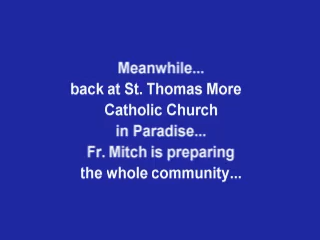 Meanwhile...
back at St. Thomas More
Catholic Church
in Paradise...
Fr. Mitch is preparing
the whole community...